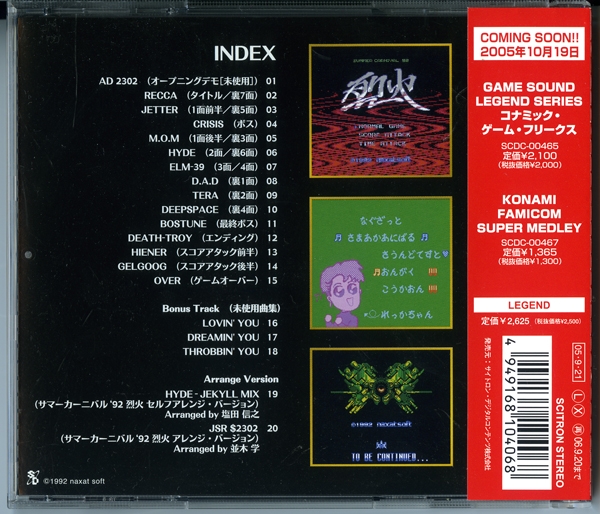 INDEX
AD 2302 (オープニングデモ[未使用]) 01
RECCA (タイトル/裏7面) 02
JETTER (1面前半/裏5面) 03
CRISIS (ボス) 04
M.O.M (1面後半/裏3面) 05
HYDE (2面/裏6面) 06
ELM-39 (3面/4面) 07
D.A.D (裏1面) 08
TERA (裏2面) 09
DEEPSPACE (裏4面) 10
BOSTUNE (最終ボス) 11
DEATH-TROY (エンディング) 12
HIENER (スコアアタック前半) 13
GELGOOG (スコアアタック後半) 14
OVER (ゲームオーバー) 15
Bonus Track (未使用曲集)
LOVIN' YOU 16
DREAMIN' YOU 17
THROBBIN' YOU 18
Arrange Version
HYDE-JEKYLL MIX 19
(サマーカーニバル'92 烈火 セルフアレンジ・バージョン)
Arranged by 塩田 信之
JSR $2302 20
(サマーカーニバル'92 烈火 アレンジ・バージョン)
Arranged by 並木 学
©1992 naxat soft
SUMMER CARNIVAL '92
烈火
NORMAL GAME
SCORE ATTACK
TIME ATTACK
©1992 naxat soft
なぐざっと
♬さまあかあにばる♬
さうんどてすと
♬おんがく
こうかおん
れっかちゃん
©1992 naxat soft
TO BE CONTINUED...
COMING SOON!!
2005年10月19日
GAME SOUND
LEGEND SERIES
コナミック・
ゲーム・フリークス
SCDC-00465
定価¥2,100
(税抜価格¥2,000)
KONAMI
FAMICOM
SUPER MEDLEY
SCDC-00467
定価¥1,365
(税抜価格¥1,300)
LEGEND
定価¥2,625 (税抜価格¥2,500)
発売元:サイトロン・デジタルコンテンツ株式会社
4 949168 104068
SCITRON STEREO
05・9・21
L
X
再 06.9.20まで